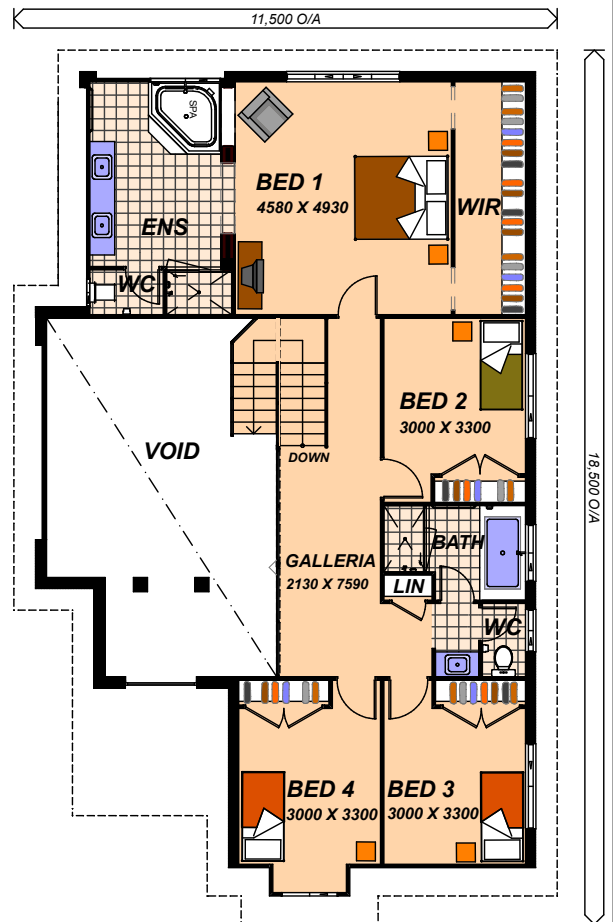 11,500 O/A
SPA
BED 1
4580 X 4930
WIR
ENS
WC
18,500 O/A
BED 2
3000 X 3300
VOID
DOWN
BATH
GALLERIA
2130 X 7590
LIN
WC
BED 4
3000 X 3300
BED 3
3000 X 3300